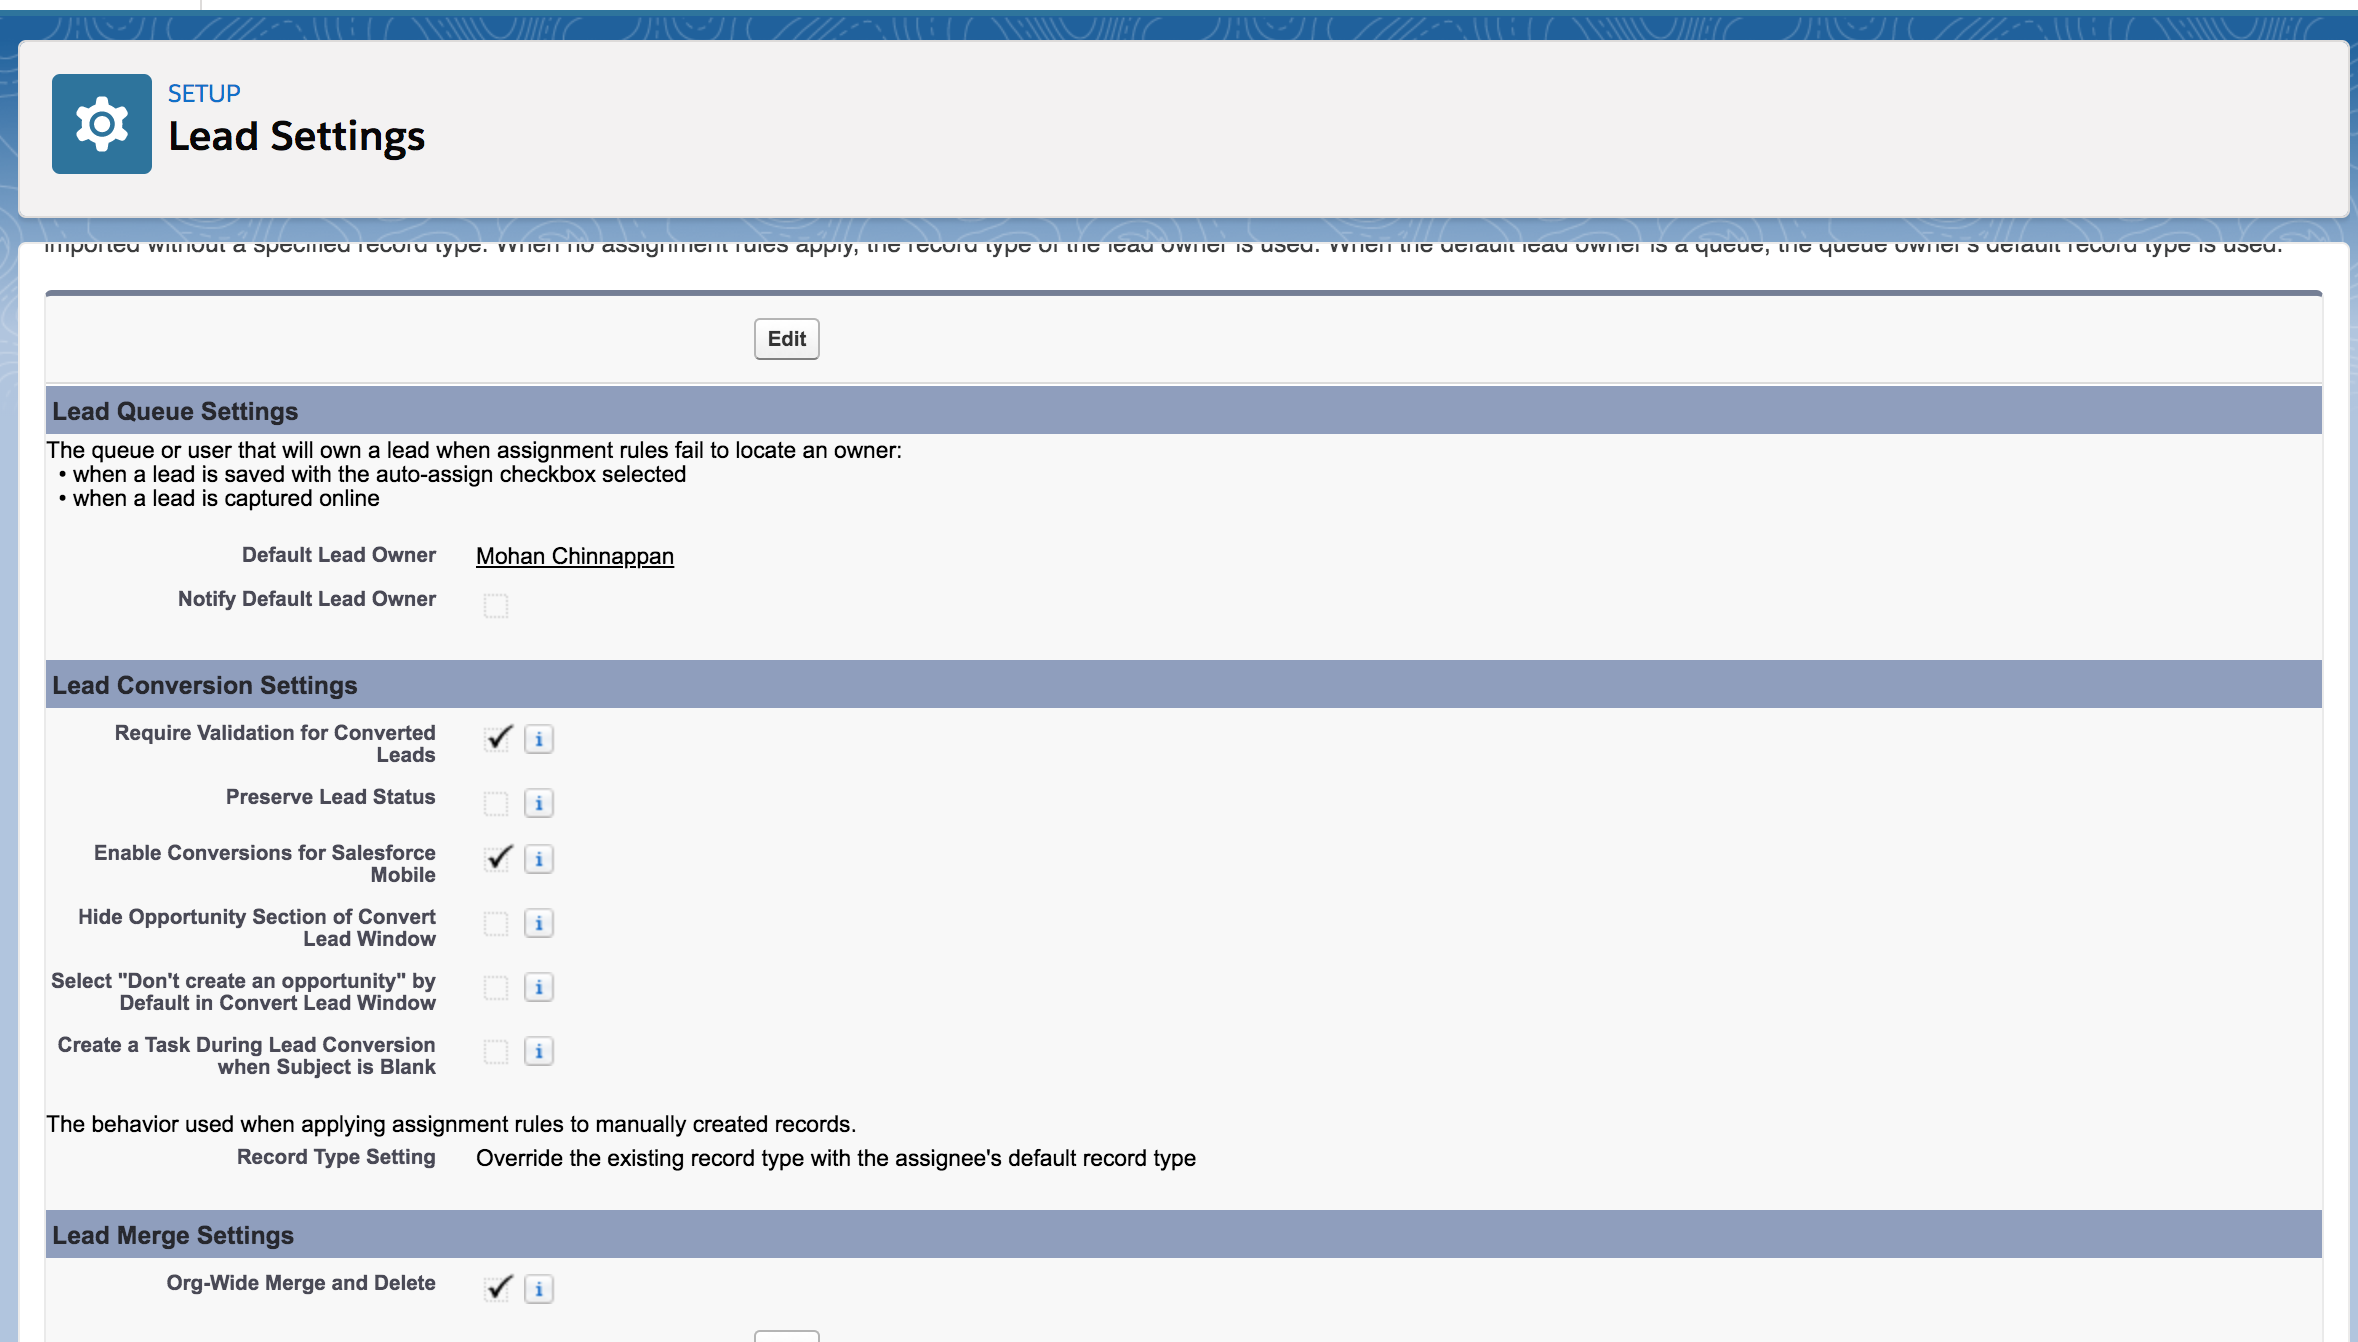 SETUP
Lead Settings
imported without a specified record type. When no assignment rules apply, the record type of the lead owner is used. When the default lead owner is a queue, the queue owner's default record type is used.
Edit
Lead Queue Settings
The queue or user that will own a lead when assignment rules fail to locate an owner:
• when a lead is saved with the auto-assign checkbox selected
• when a lead is captured online
Default Lead Owner Mohan Chinnappan
Notify Default Lead Owner
Lead Conversion Settings
Require Validation for Converted
Leads
Preserve Lead Status
Enable Conversions for Salesforce
Mobile
Hide Opportunity Section of Convert
Lead Window
Select "Don't create an opportunity" by
Default in Convert Lead Window
Create a Task During Lead Conversion
when Subject is Blank
The behavior used when applying assignment rules to manually created records.
Record Type Setting Override the existing record type with the assignee's default record type
Lead Merge Settings
Org-Wide Merge and Delete